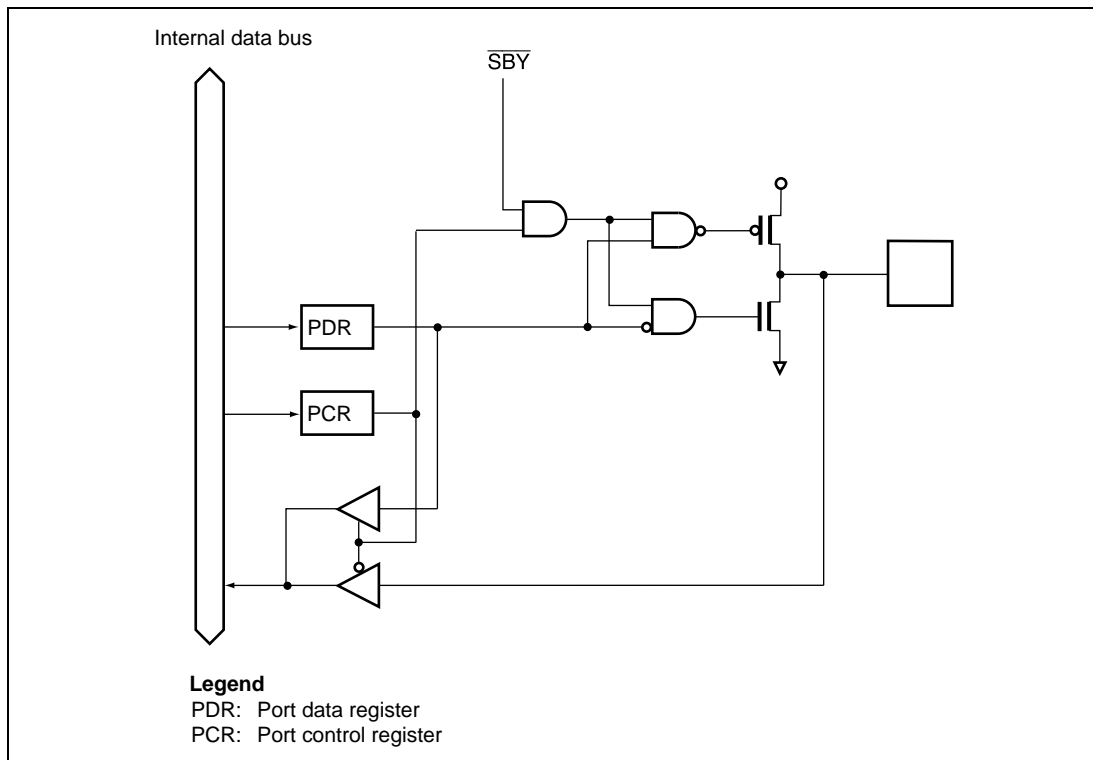 Internal data bus
SBY
PDR
PCR
Legend
PDR: Port data register
PCR: Port control register